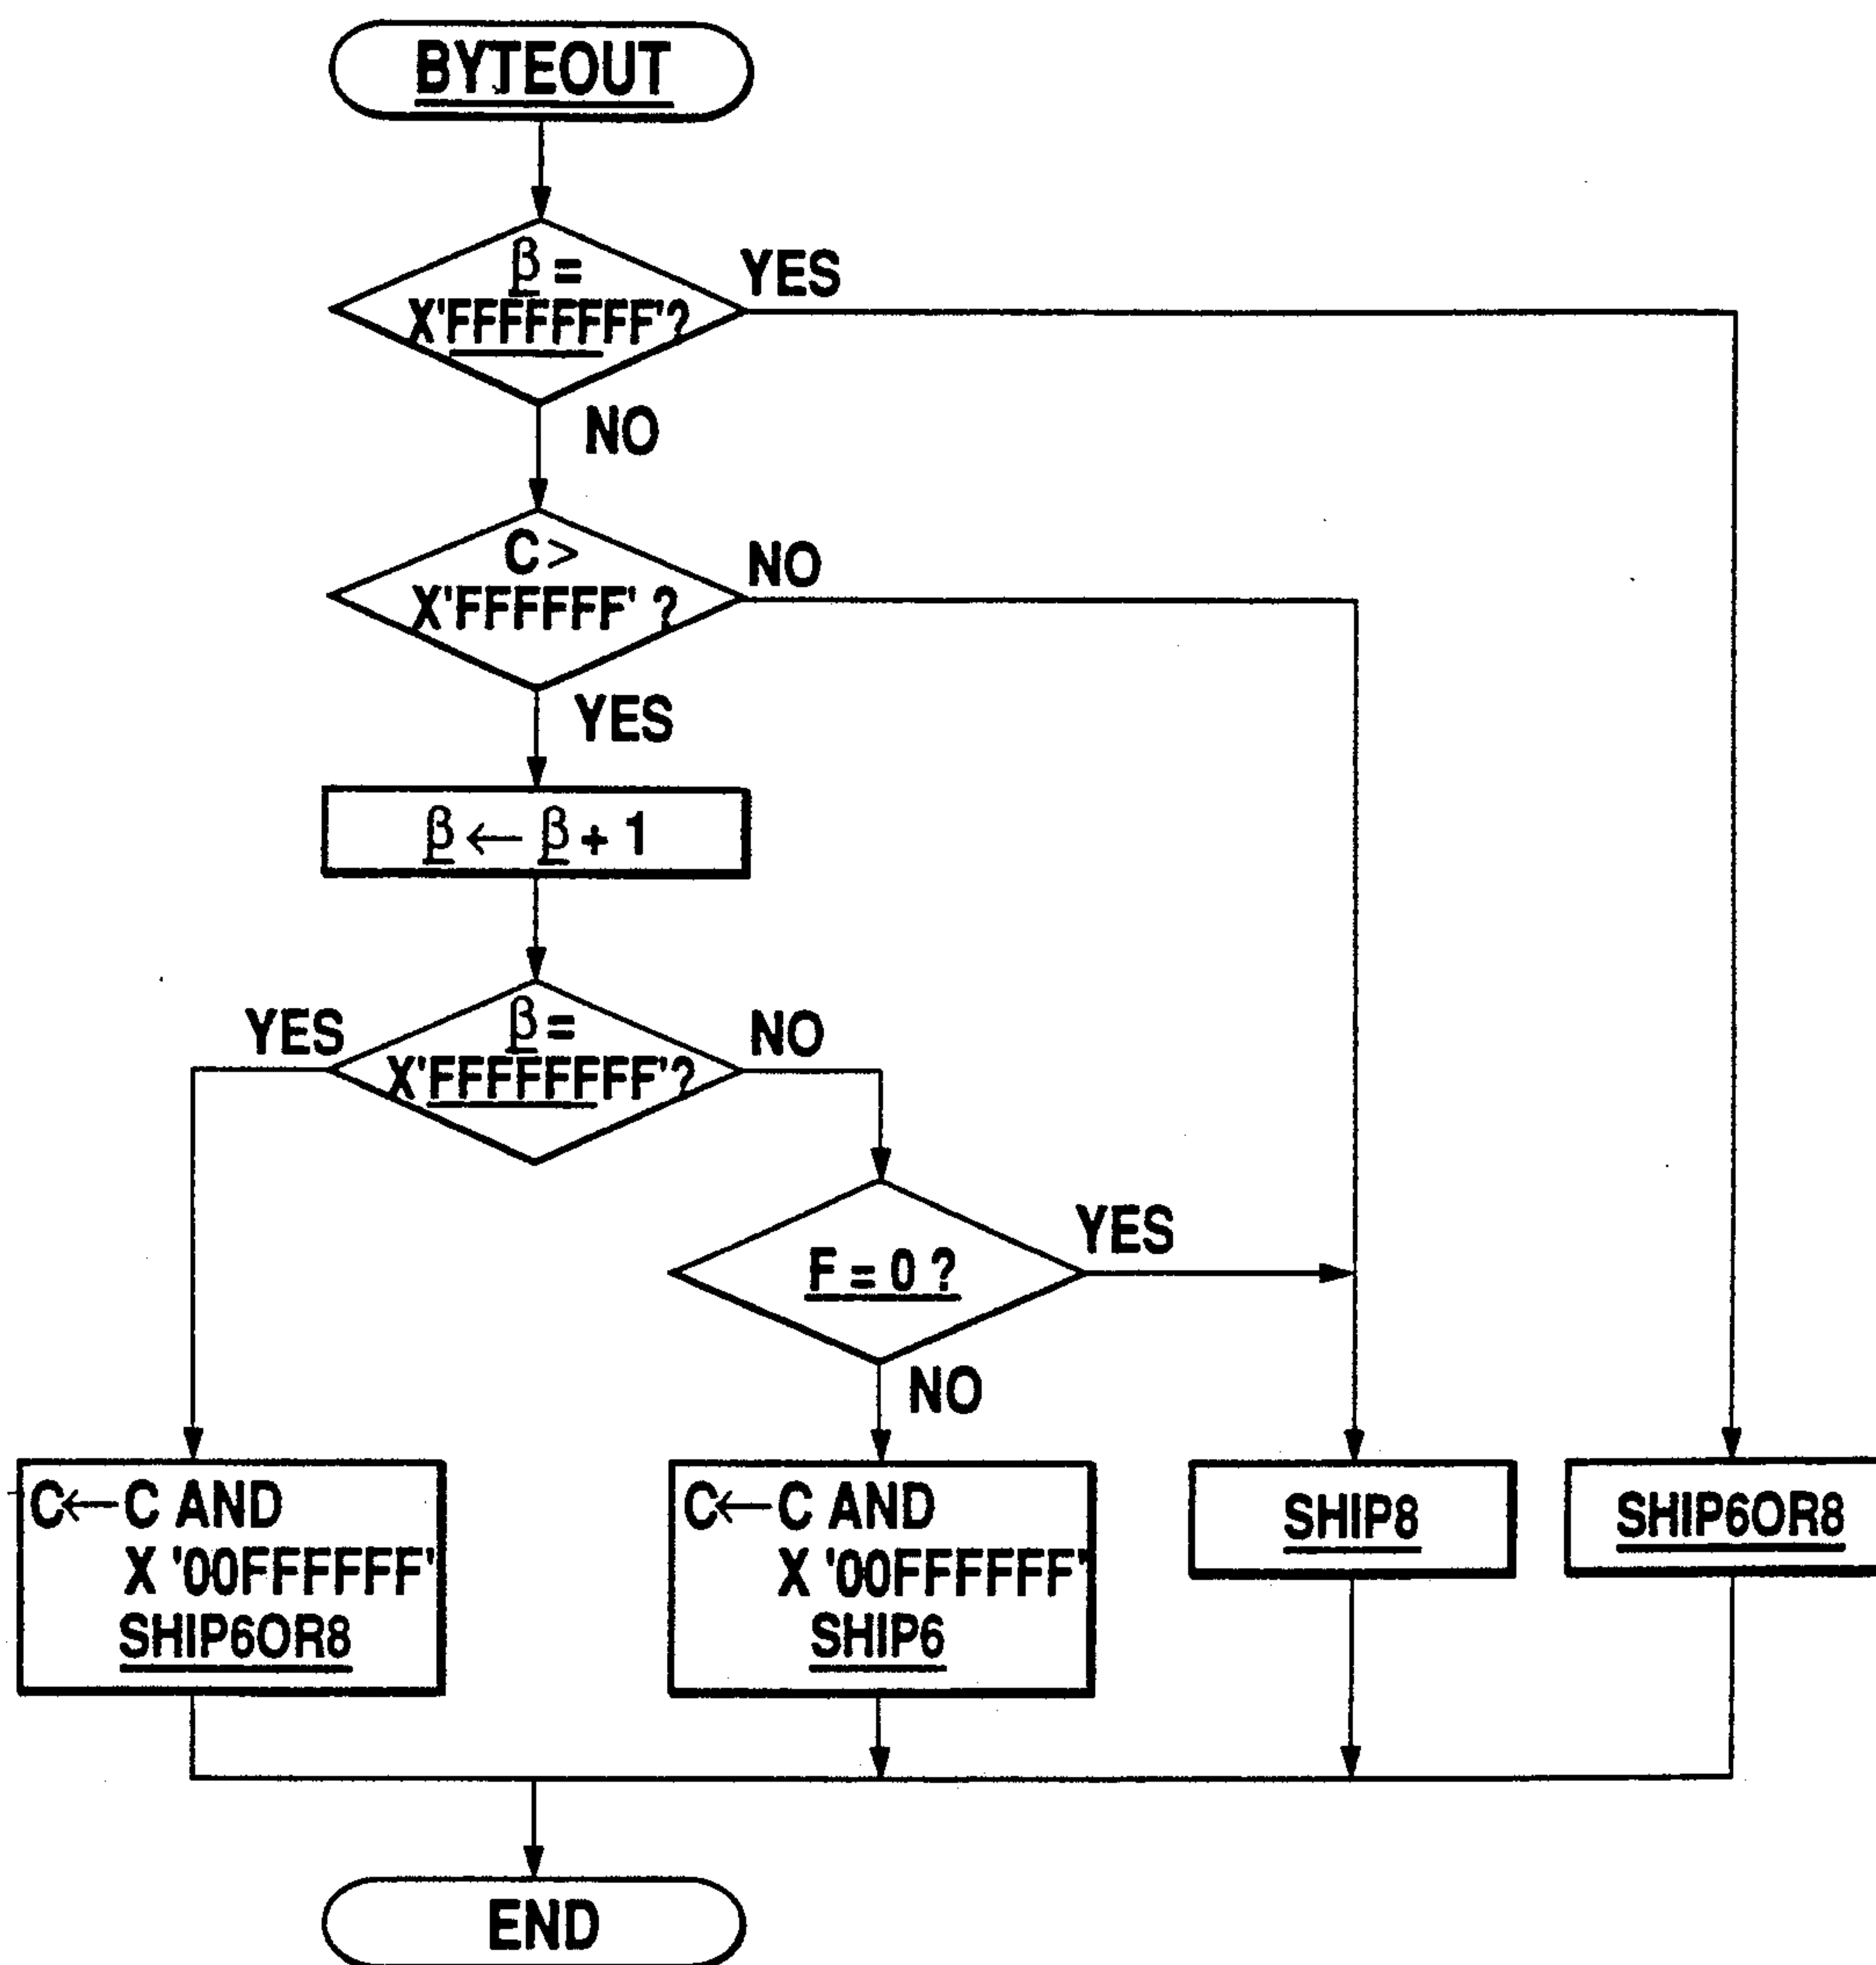 BYTEOUT
β =
X'FFFFFFFF'?
YES
NO
C >
X'FFFFFF' ?
NO
YES
β ← β + 1
YES
β =
X'FFFFFFFF'?
NO
F = 0 ?
YES
NO
C ← C AND
X '00FFFFFF'
SHIP6OR8
C ← C AND
X '00FFFFFF'
SHIP6
SHIP8
SHIP6OR8
END